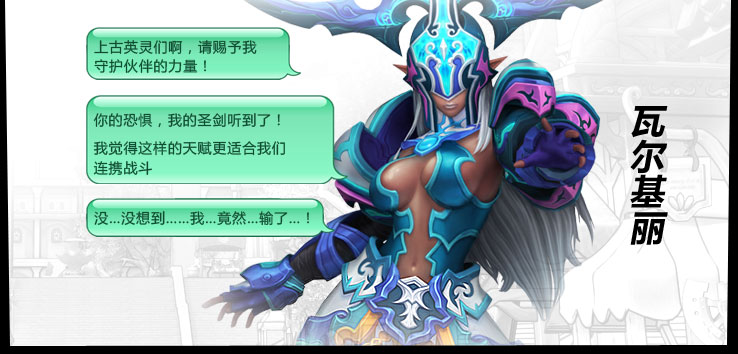 上古英灵们啊，请赐予我
守护伙伴的力量！
你的恐惧，我的圣剑听到了！
我觉得这样的天赋更适合我们
连携战斗
没...没想到......我...竟然...输了...！
瓦尔基丽